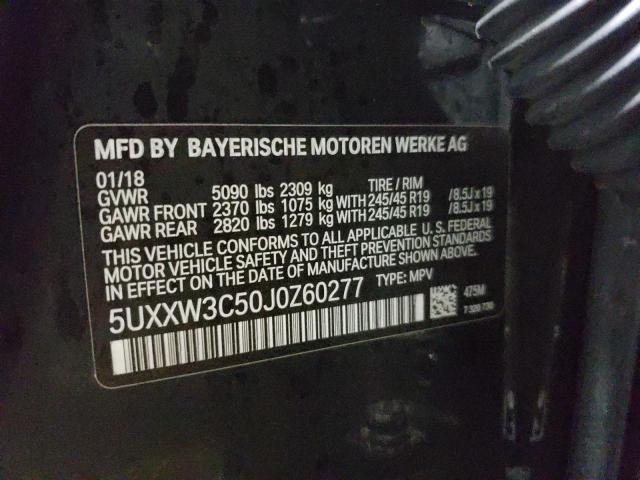 MFD BY BAYERISCHE MOTOREN WERKE AG
01/18 TIRE / RIM
GVWR 5090 lbs 2309 kg
GAWR FRONT 2370 lbs 1075 kg WITH 245/45 R19 /8.5J x 19
GAWR REAR 2820 lbs 1279 kg WITH 245/45 R19 /8.5J x 19
THIS VEHICLE CONFORMS TO ALL APPLICABLE U. S. FEDERAL
MOTOR VEHICLE SAFETY AND THEFT PREVENTION STANDARDS
IN EFFECT ON THE DATE OF MANUFACTURE SHOWN ABOVE.
5UXXW3C50J0Z60277 TYPE: MPV
475M